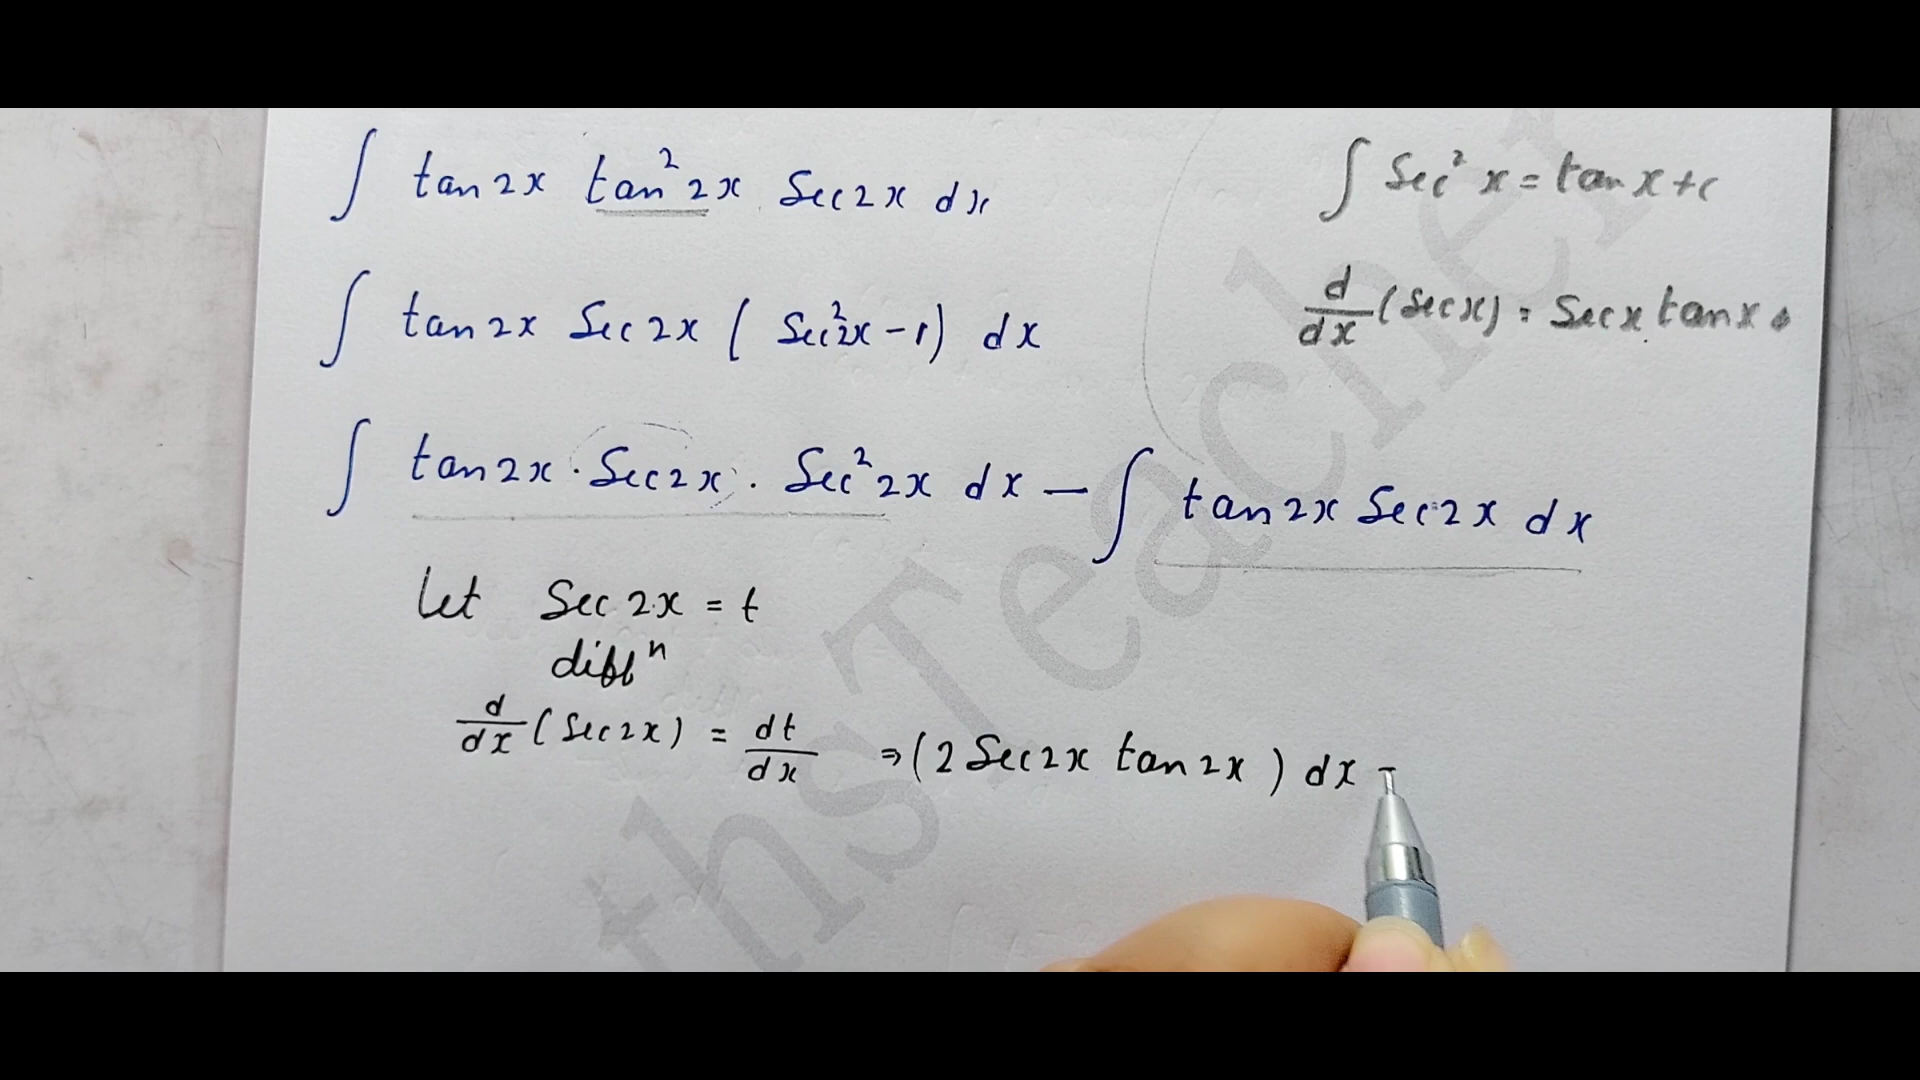 ∫ tan 2x tan² 2x Sec 2x dx
∫ Sec² x = tan x + c
∫ tan 2x Sec 2x ( Sec² 2x - 1 ) dx
d/dx ( Sec x ) = Sec x tan x
∫ tan 2x · Sec 2x · Sec² 2x dx - ∫ tan 2x Sec 2x dx
Let Sec 2x = t
diffⁿ
d/dx ( Sec 2x ) = dt/dx ⇒ ( 2 Sec 2x tan 2x ) dx -
thsTeacher